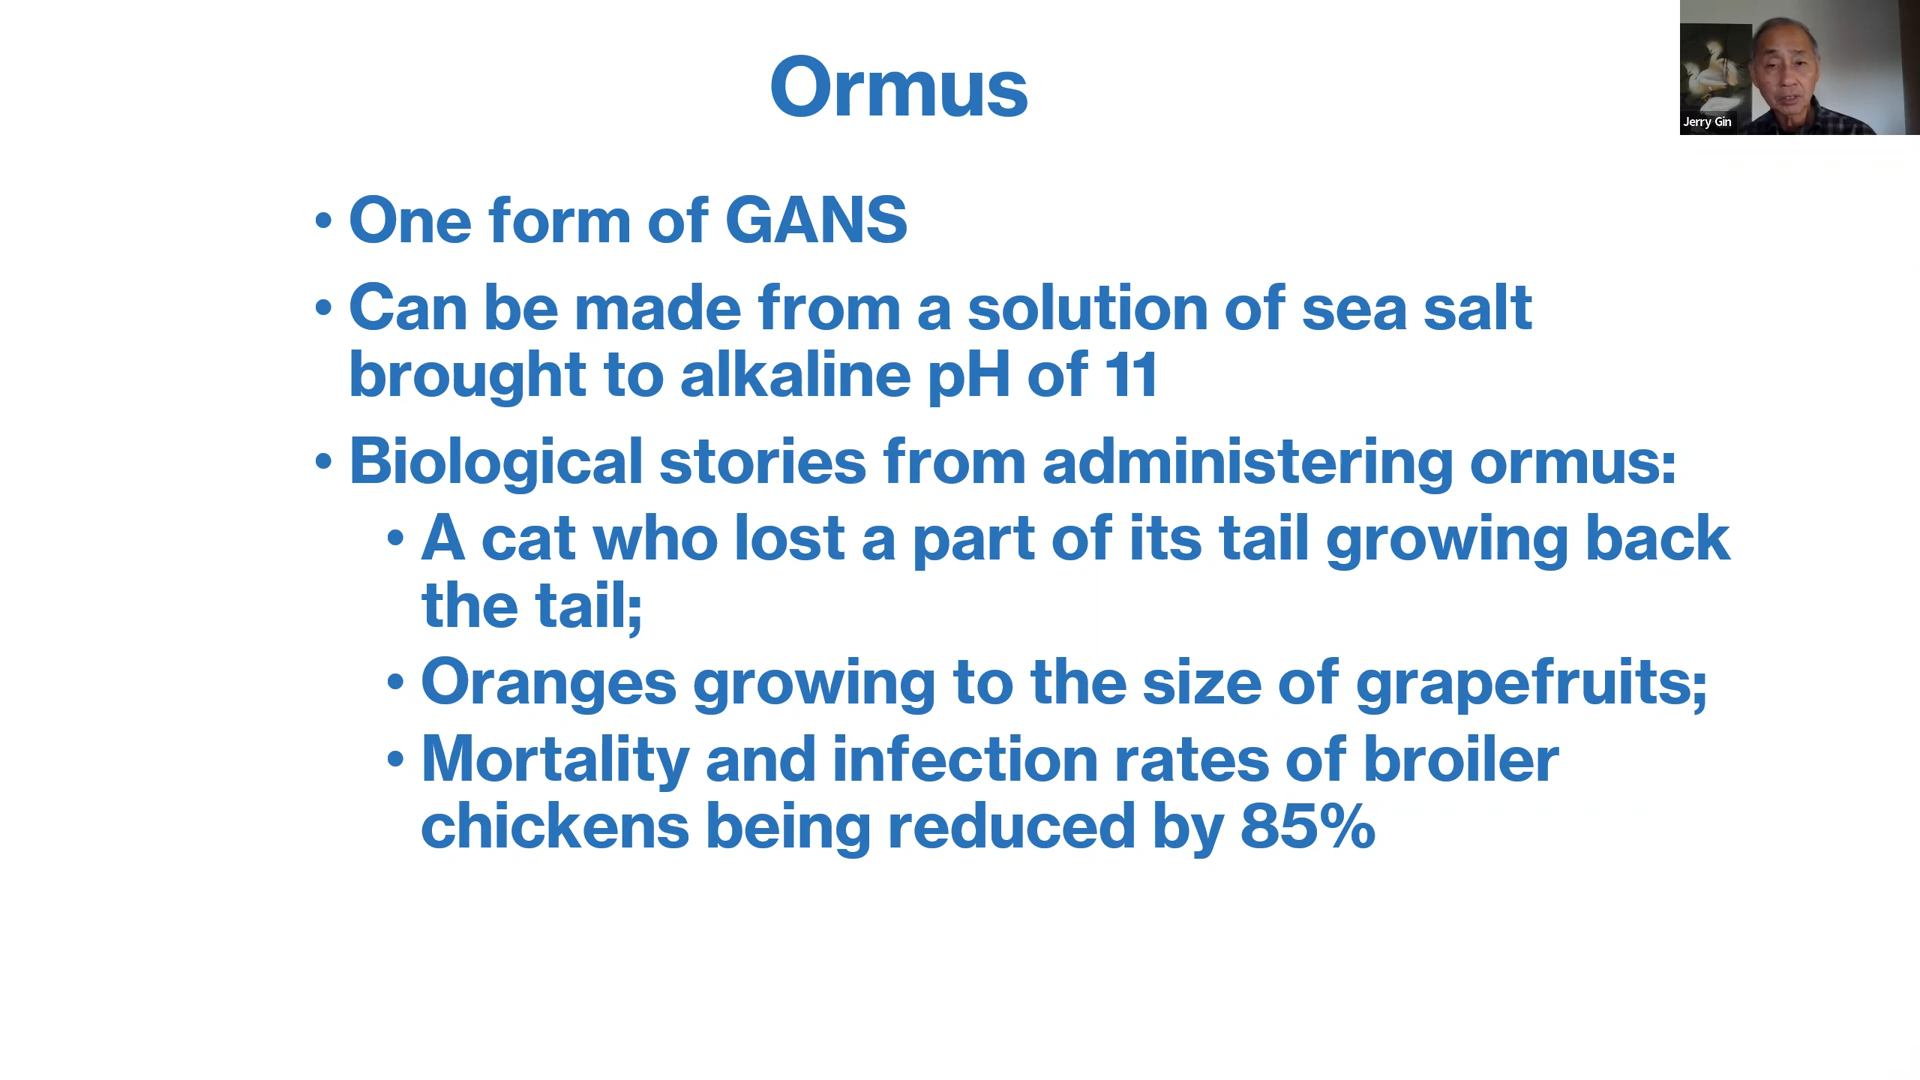 Ormus
Jerry Gin
• One form of GANS
• Can be made from a solution of sea salt
brought to alkaline pH of 11
• Biological stories from administering ormus:
• A cat who lost a part of its tail growing back
the tail;
• Oranges growing to the size of grapefruits;
• Mortality and infection rates of broiler
chickens being reduced by 85%